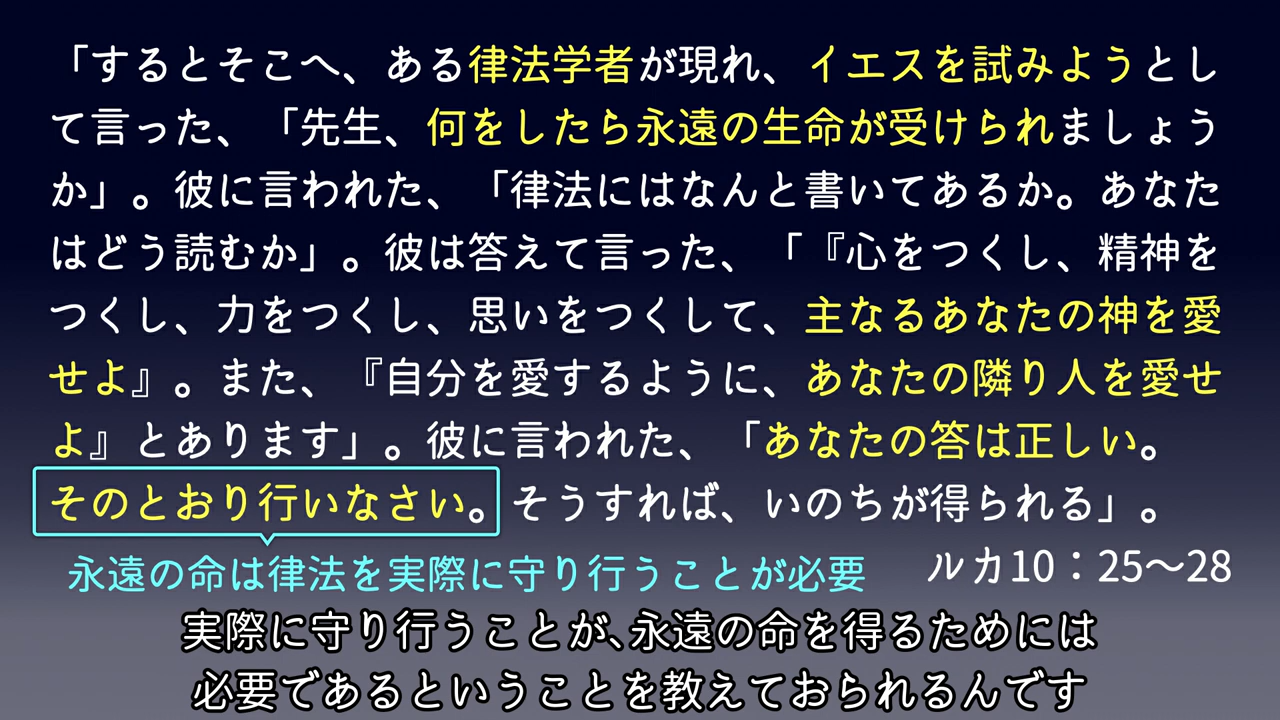 「するとそこへ、ある律法学者が現れ、イエスを試みようとし
て言った、「先生、何をしたら永遠の生命が受けられましょう
か」。彼に言われた、「律法にはなんと書いてあるか。あなた
はどう読むか」。彼は答えて言った、「『心をつくし、精神を
つくし、力をつくし、思いをつくして、主なるあなたの神を愛
せよ』。また、『自分を愛するように、あなたの隣り人を愛せ
よ』とあります」。彼に言われた、「あなたの答は正しい。
そのとおり行いなさい。そうすれば、いのちが得られる」。
永遠の命は律法を実際に守り行うことが必要
ルカ10：25〜28
実際に守り行うことが、永遠の命を得るためには
必要であるということを教えておられるんです